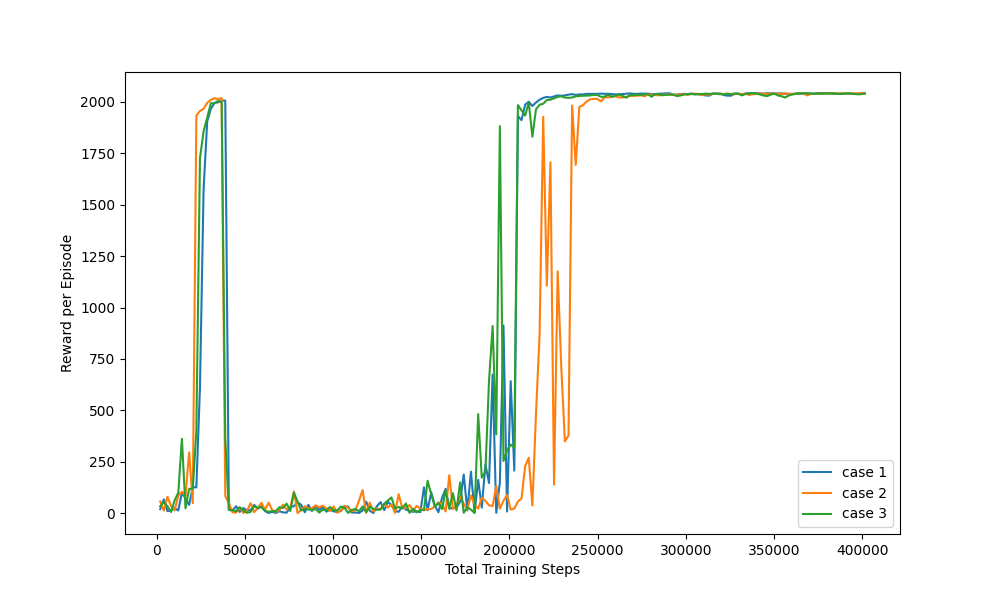 2000
1750
1500
1250
1000
750
500
250
0
Reward per Episode
0 50000 100000 150000 200000 250000 300000 350000 400000
Total Training Steps
case 1
case 2
case 3